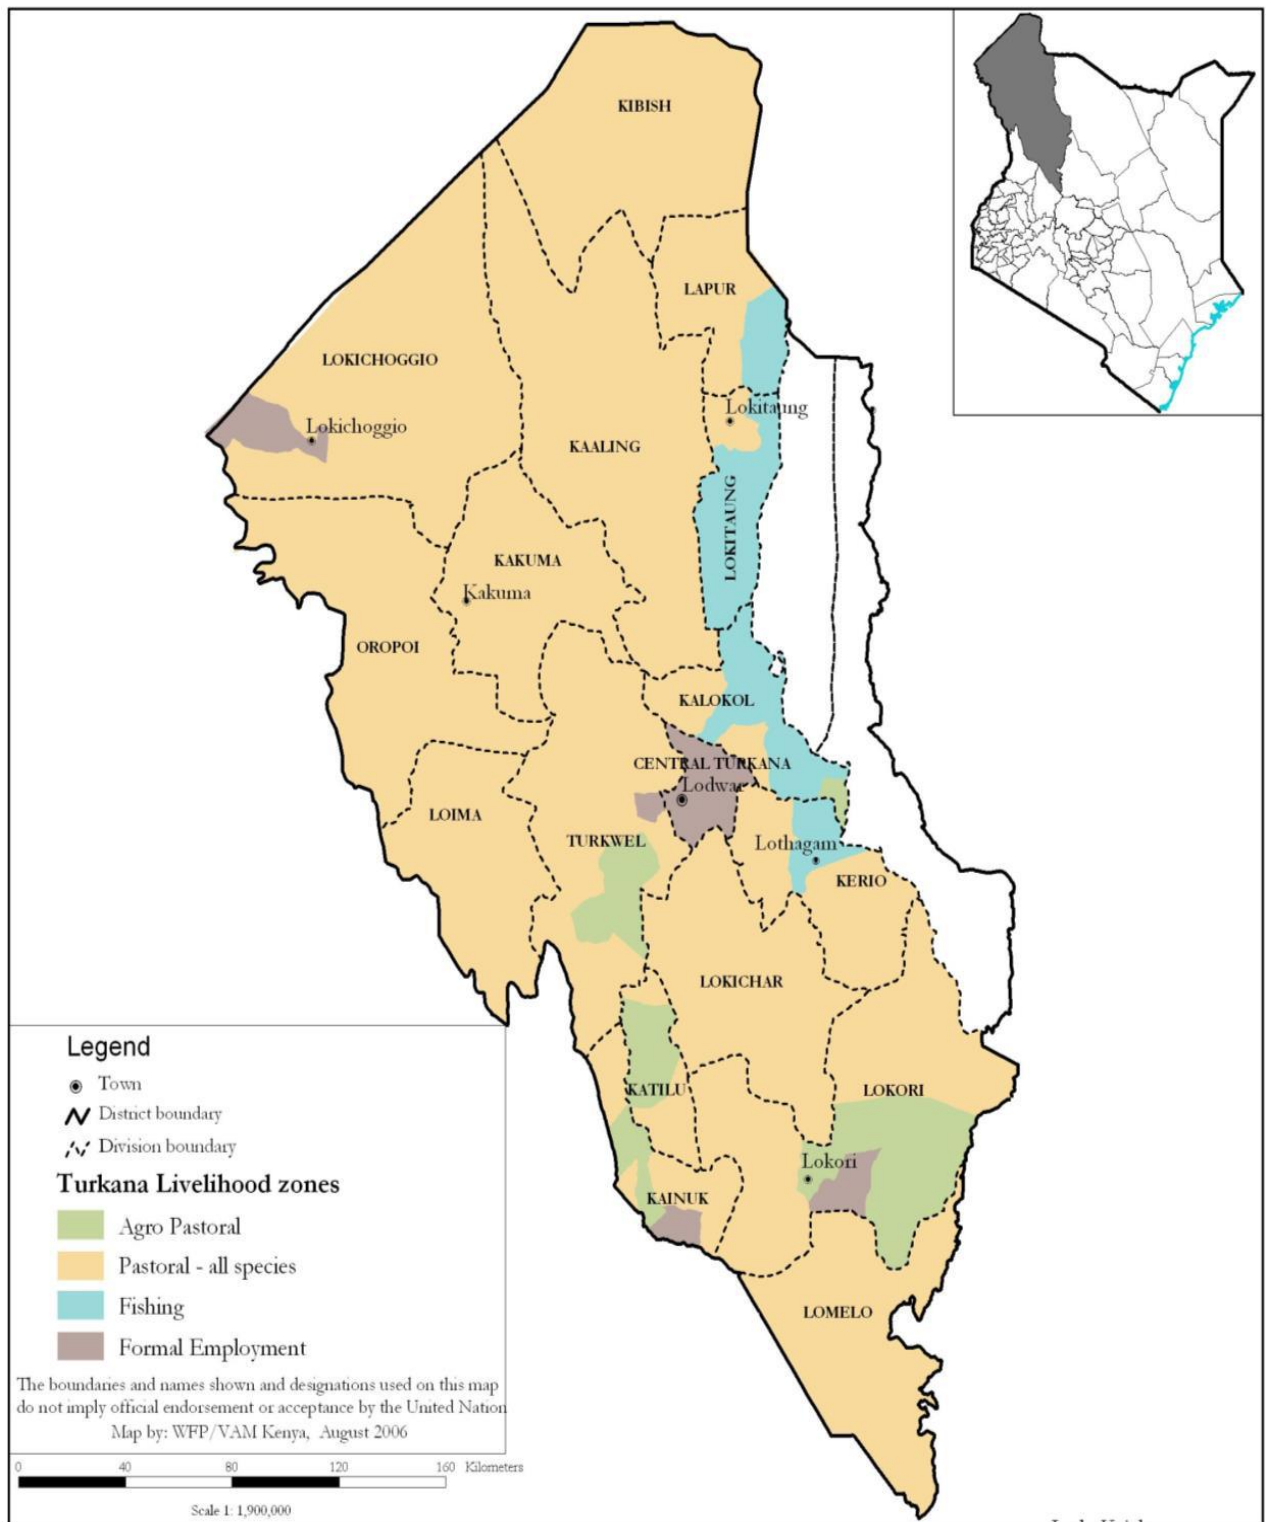 KIBISH
LAPUR
LOKICHOGGIO
Lokitaung
Lokichoggio
KAALING
LOKITAUNG
KAKUMA
Kakuma
OROPOI
KALOKOL
CENTRAL TURKANA
Lodwar
LOIMA
TURKWEL
Lothagam
KERIO
LOKICHAR
KATILU
LOKORI
Lokori
KAINUK
LOMELO
Legend
Town
District boundary
Division boundary
Turkana Livelihood zones
Agro Pastoral
Pastoral - all species
Fishing
Formal Employment
The boundaries and names shown and designations used on this map
do not imply official endorsement or acceptance by the United Nation
Map by: WFP/VAM Kenya, August 2006
0 40 80 120 160 Kilometers
Scale 1: 1,900,000